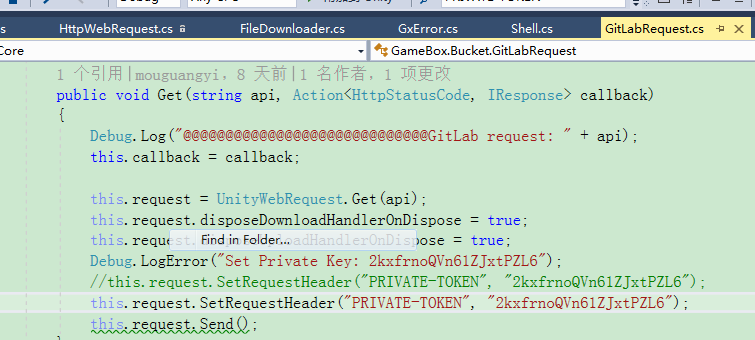 HttpWebRequest.cs FileDownloader.cs GxError.cs Shell.cs GitLabRequest.cs
Core GameBox.Bucket.GitLabRequest
1 个引用|mouguangyi，8 天前|1 名作者，1 项更改
public void Get(string api, Action<HttpStatusCode, IResponse> callback)
{
Debug.Log("@@@@@@@@@@@@@@@@@@@@@@@@@@@@@GitLab request: " + api);
this.callback = callback;
this.request = UnityWebRequest.Get(api);
this.request.disposeDownloadHandlerOnDispose = true;
this.request. HandlerOnDispose = true;
Find in Folder...
Debug.LogError("Set Private Key: 2kxfrnoQVn61ZJxtPZL6");
//this.request.SetRequestHeader("PRIVATE-TOKEN", "2kxfrnoQVn61ZJxtPZL6");
this.request.SetRequestHeader("PRIVATE-TOKEN", "2kxfrnoQVn61ZJxtPZL6");
this.request.Send();